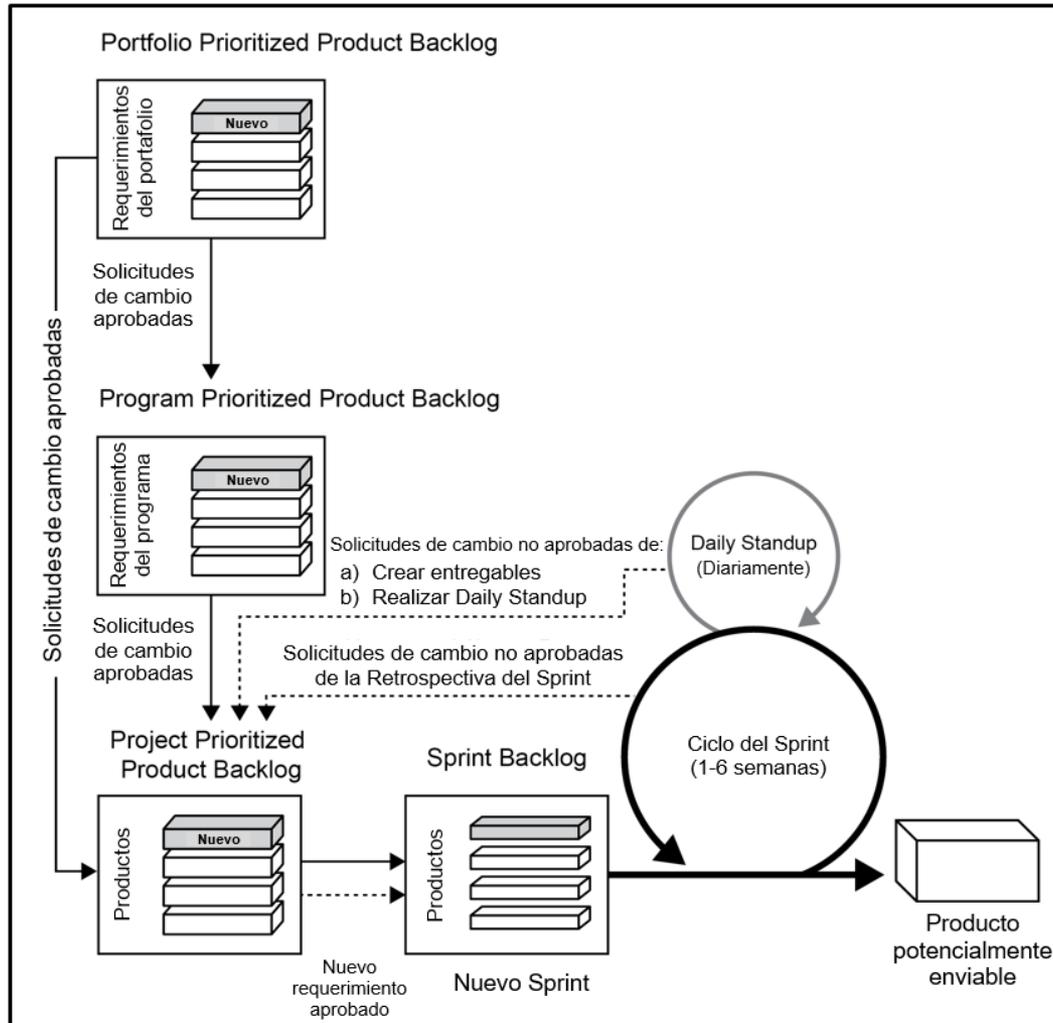 Portfolio Prioritized Product Backlog
Requerimientos
del portafolio
Nuevo
Solicitudes
de cambio
aprobadas
Solicitudes de cambio aprobadas
Program Prioritized Product Backlog
Requerimientos
del programa
Nuevo
Solicitudes de cambio no aprobadas de:
a) Crear entregables
b) Realizar Daily Standup
Daily Standup
(Diariamente)
Solicitudes
de cambio
aprobadas
Solicitudes de cambio no aprobadas
de la Retrospectiva del Sprint
Project Prioritized
Product Backlog
Sprint Backlog
Ciclo del Sprint
(1-6 semanas)
Productos
Nuevo
Productos
Nuevo
requerimiento
aprobado
Nuevo Sprint
Producto
potencialmente
enviable